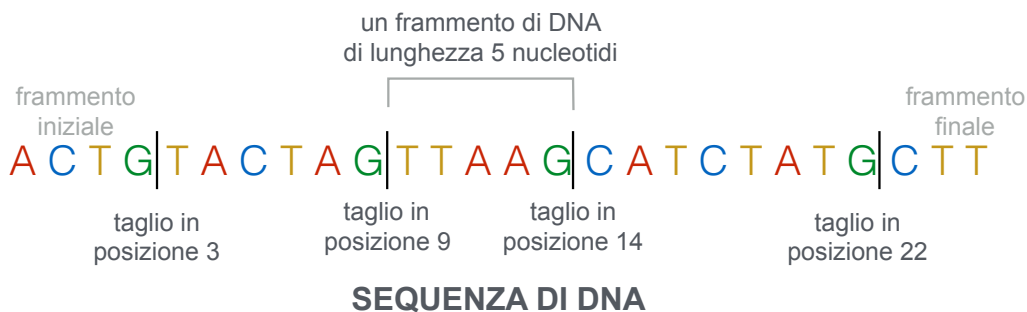 un frammento di DNA
di lunghezza 5 nucleotidi
frammento
iniziale
frammento
finale
A C T G T A C T A G T T A A G C A T C T A T G C T T
taglio in
posizione 3
taglio in
posizione 9
taglio in
posizione 14
taglio in
posizione 22
SEQUENZA DI DNA